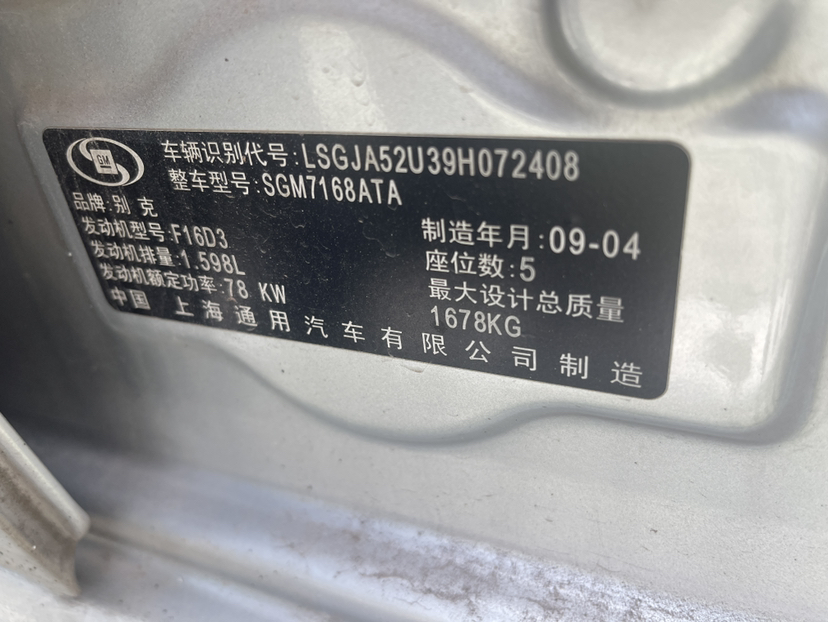 GM
车辆识别代号:LSGJA52U39H072408
整车型号:SGM7168ATA
品牌:别克
发动机型号:F16D3
发动机排量:1.598L
发动机额定功率:78 KW
制造年月:09-04
座位数:5
最大设计总质量
1678KG
中国 上海通用汽车有限公司制造